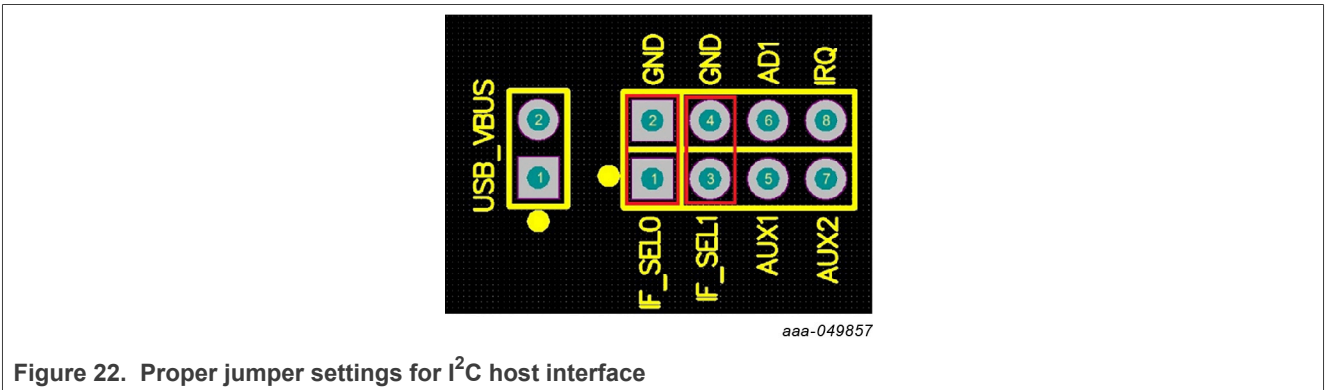 GND GND AD1 IRQ
USB_VBUS
2 2 4 6 8
1 1 3 5 7
IF_SEL0 IF_SEL1 AUX1 AUX2
aaa-049857
Figure 22. Proper jumper settings for I2C host interface